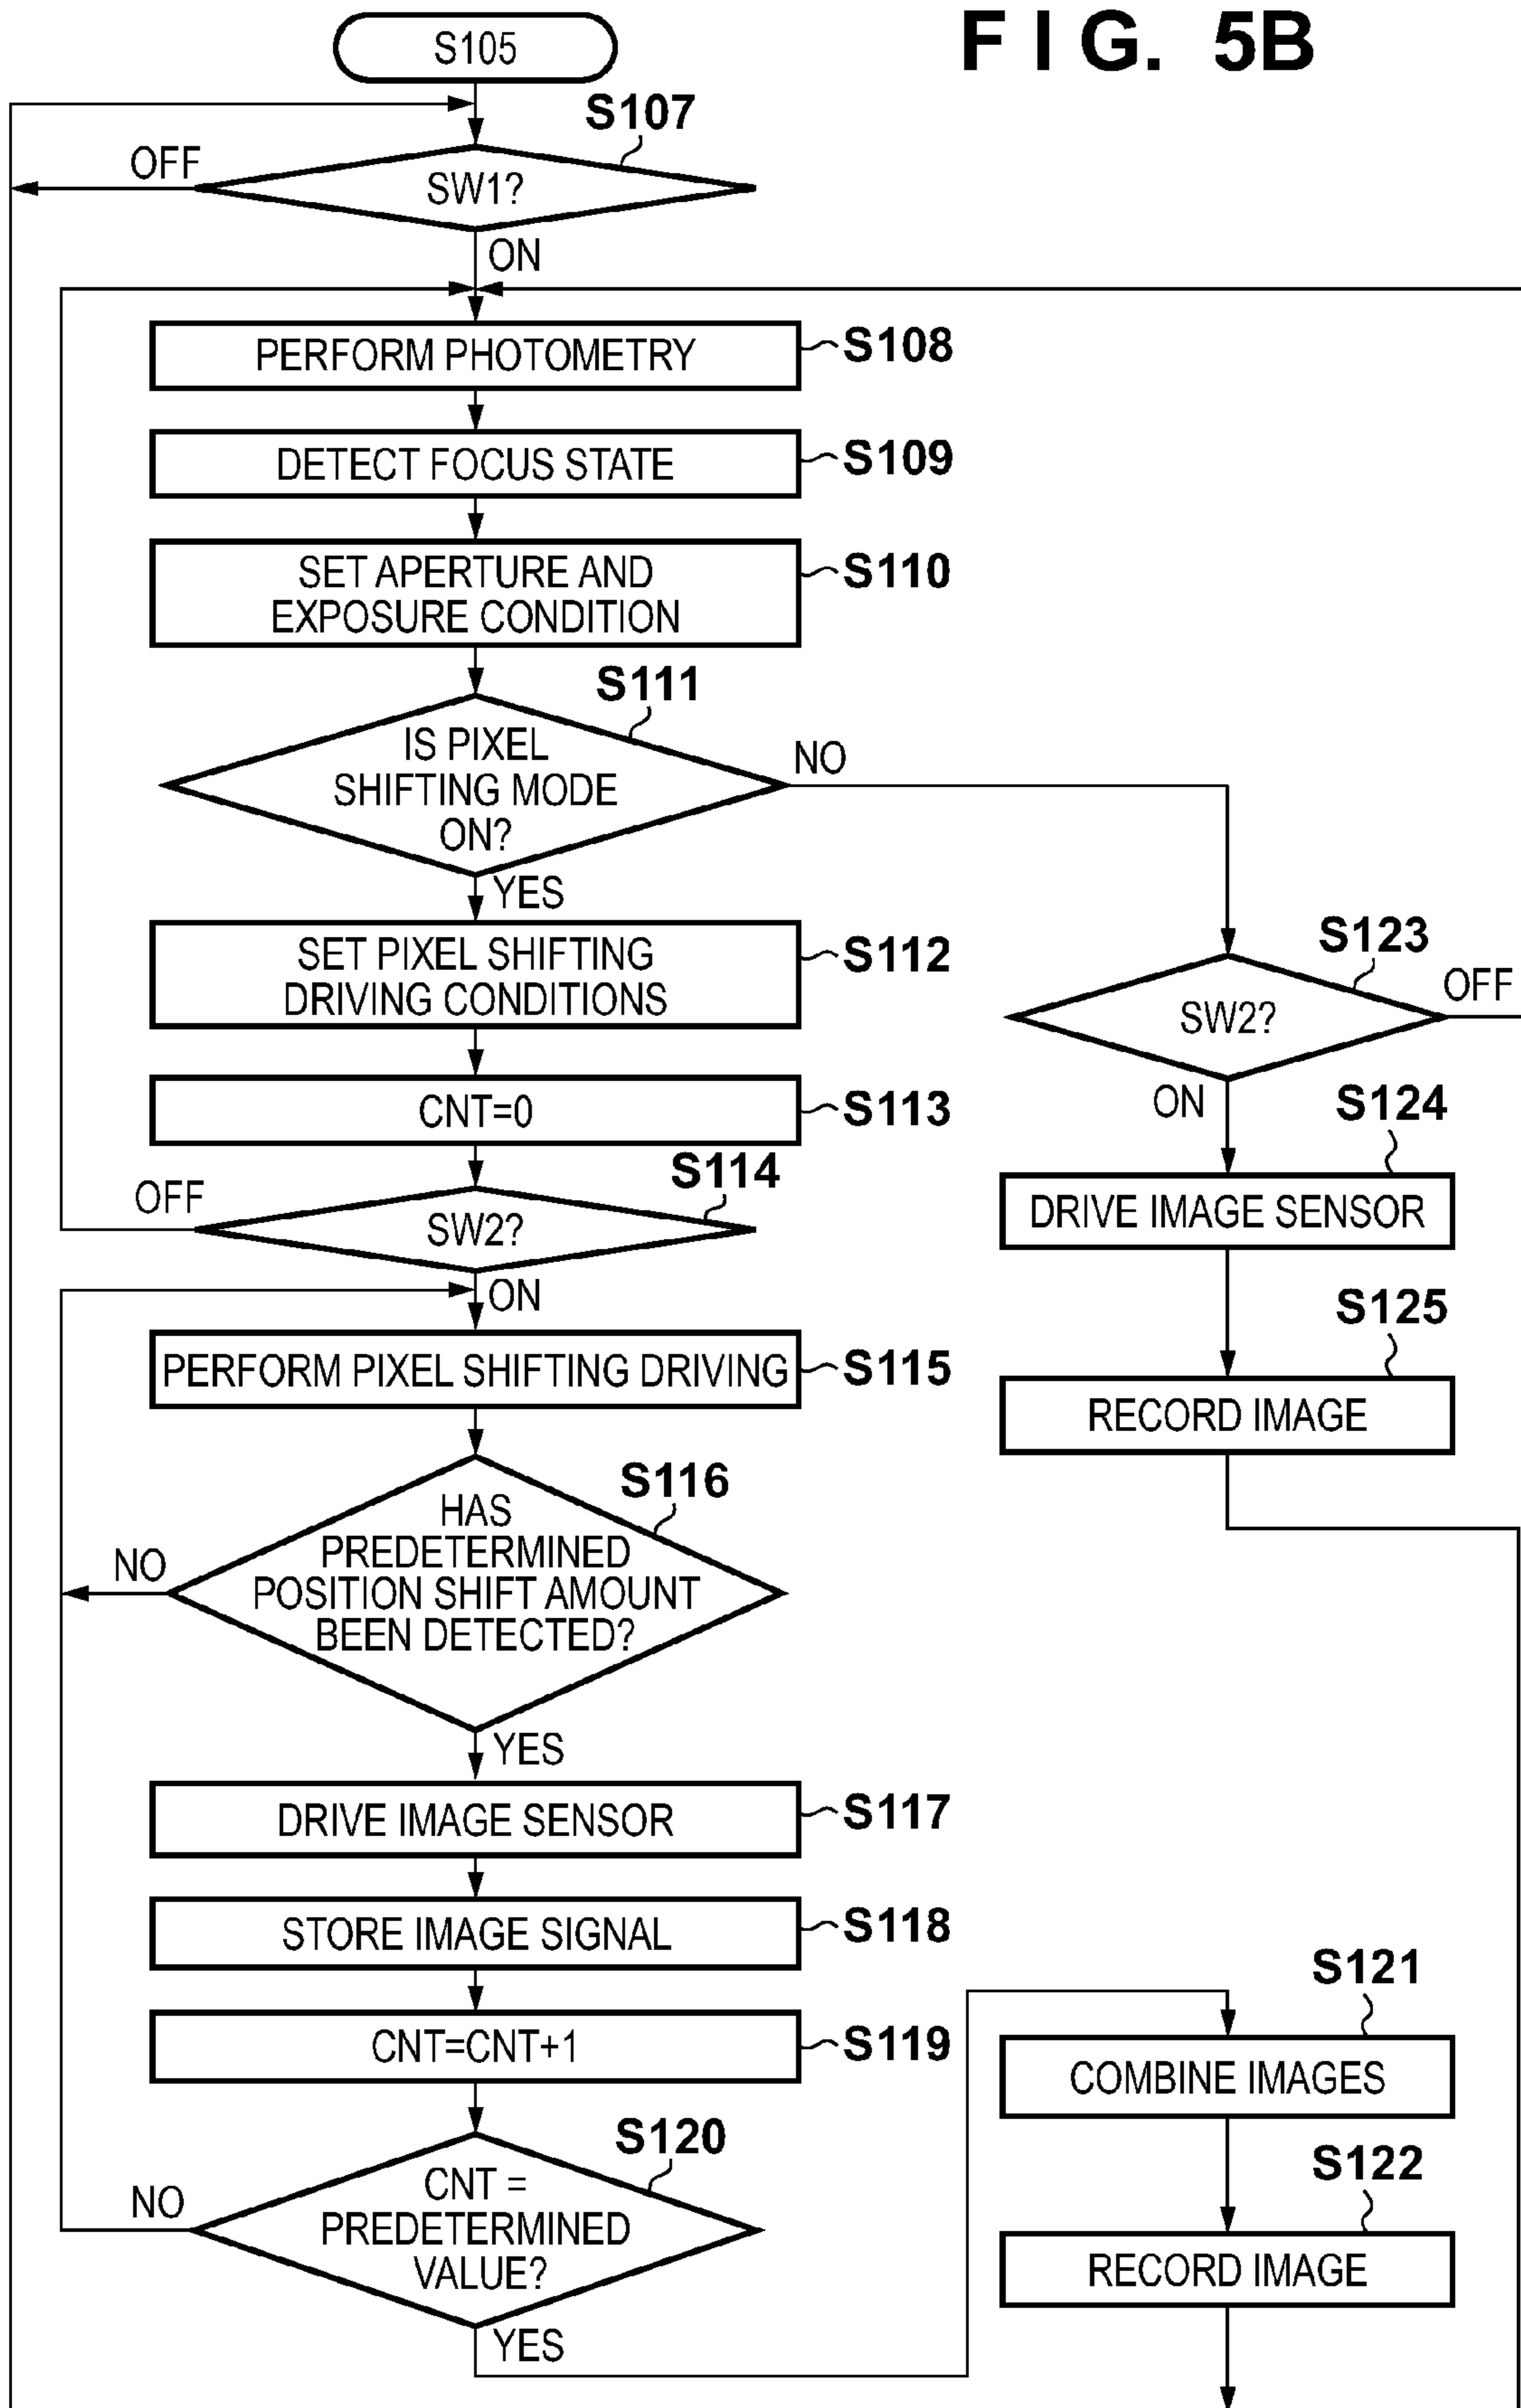 FIG. 5B
S105
S107
OFF
SW1?
ON
PERFORM PHOTOMETRY
S108
DETECT FOCUS STATE
S109
SET APERTURE AND
EXPOSURE CONDITION
S110
S111
IS PIXEL
SHIFTING MODE
ON?
NO
YES
SET PIXEL SHIFTING
DRIVING CONDITIONS
S112
CNT=0
S113
S114
OFF
SW2?
ON
PERFORM PIXEL SHIFTING DRIVING
S115
S116
HAS
PREDETERMINED
POSITION SHIFT AMOUNT
BEEN DETECTED?
NO
YES
DRIVE IMAGE SENSOR
S117
STORE IMAGE SIGNAL
S118
CNT=CNT+1
S119
S120
CNT =
PREDETERMINED
VALUE?
NO
YES
S123
SW2?
OFF
ON
S124
DRIVE IMAGE SENSOR
S125
RECORD IMAGE
S121
COMBINE IMAGES
S122
RECORD IMAGE